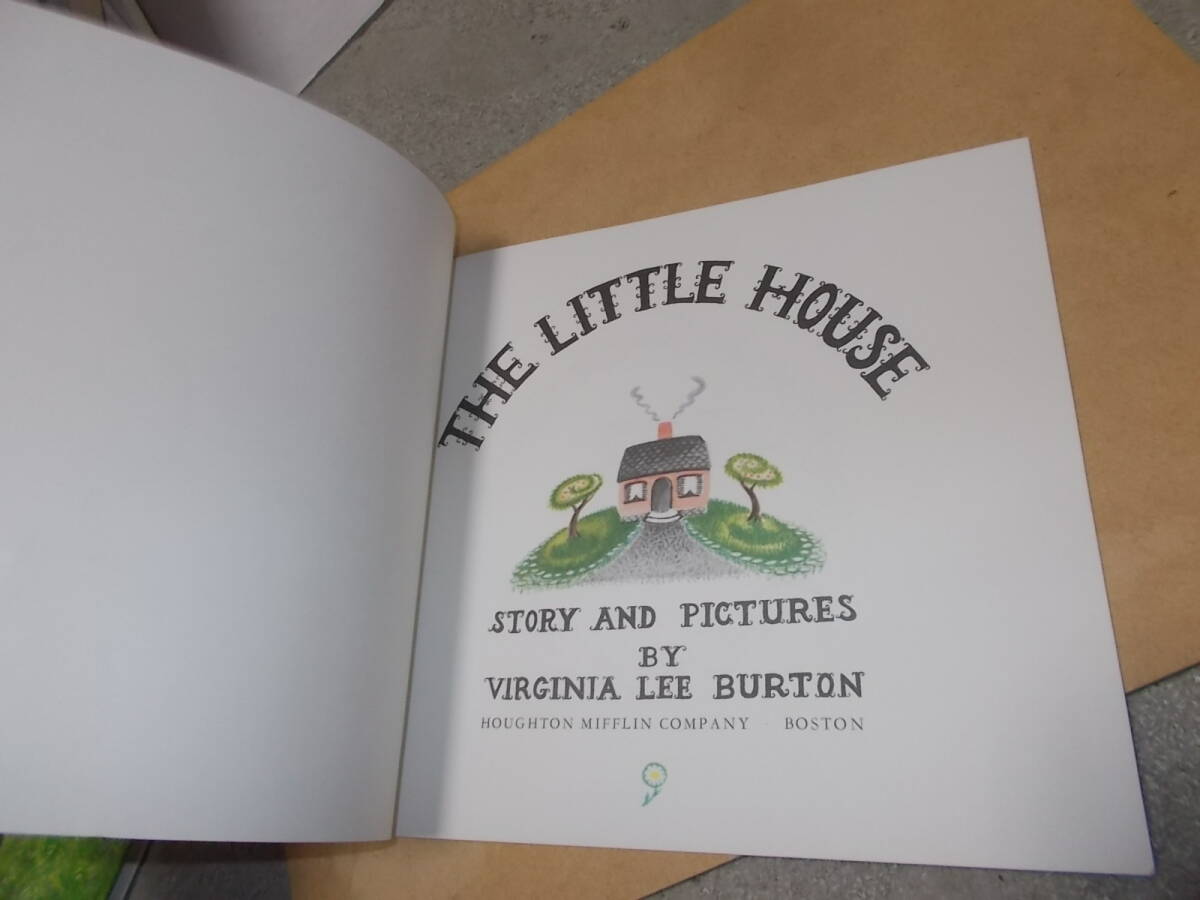 THE LITTLE HOUSE
STORY AND PICTURES
BY
VIRGINIA LEE BURTON
HOUGHTON MIFFLIN COMPANY · BOSTON